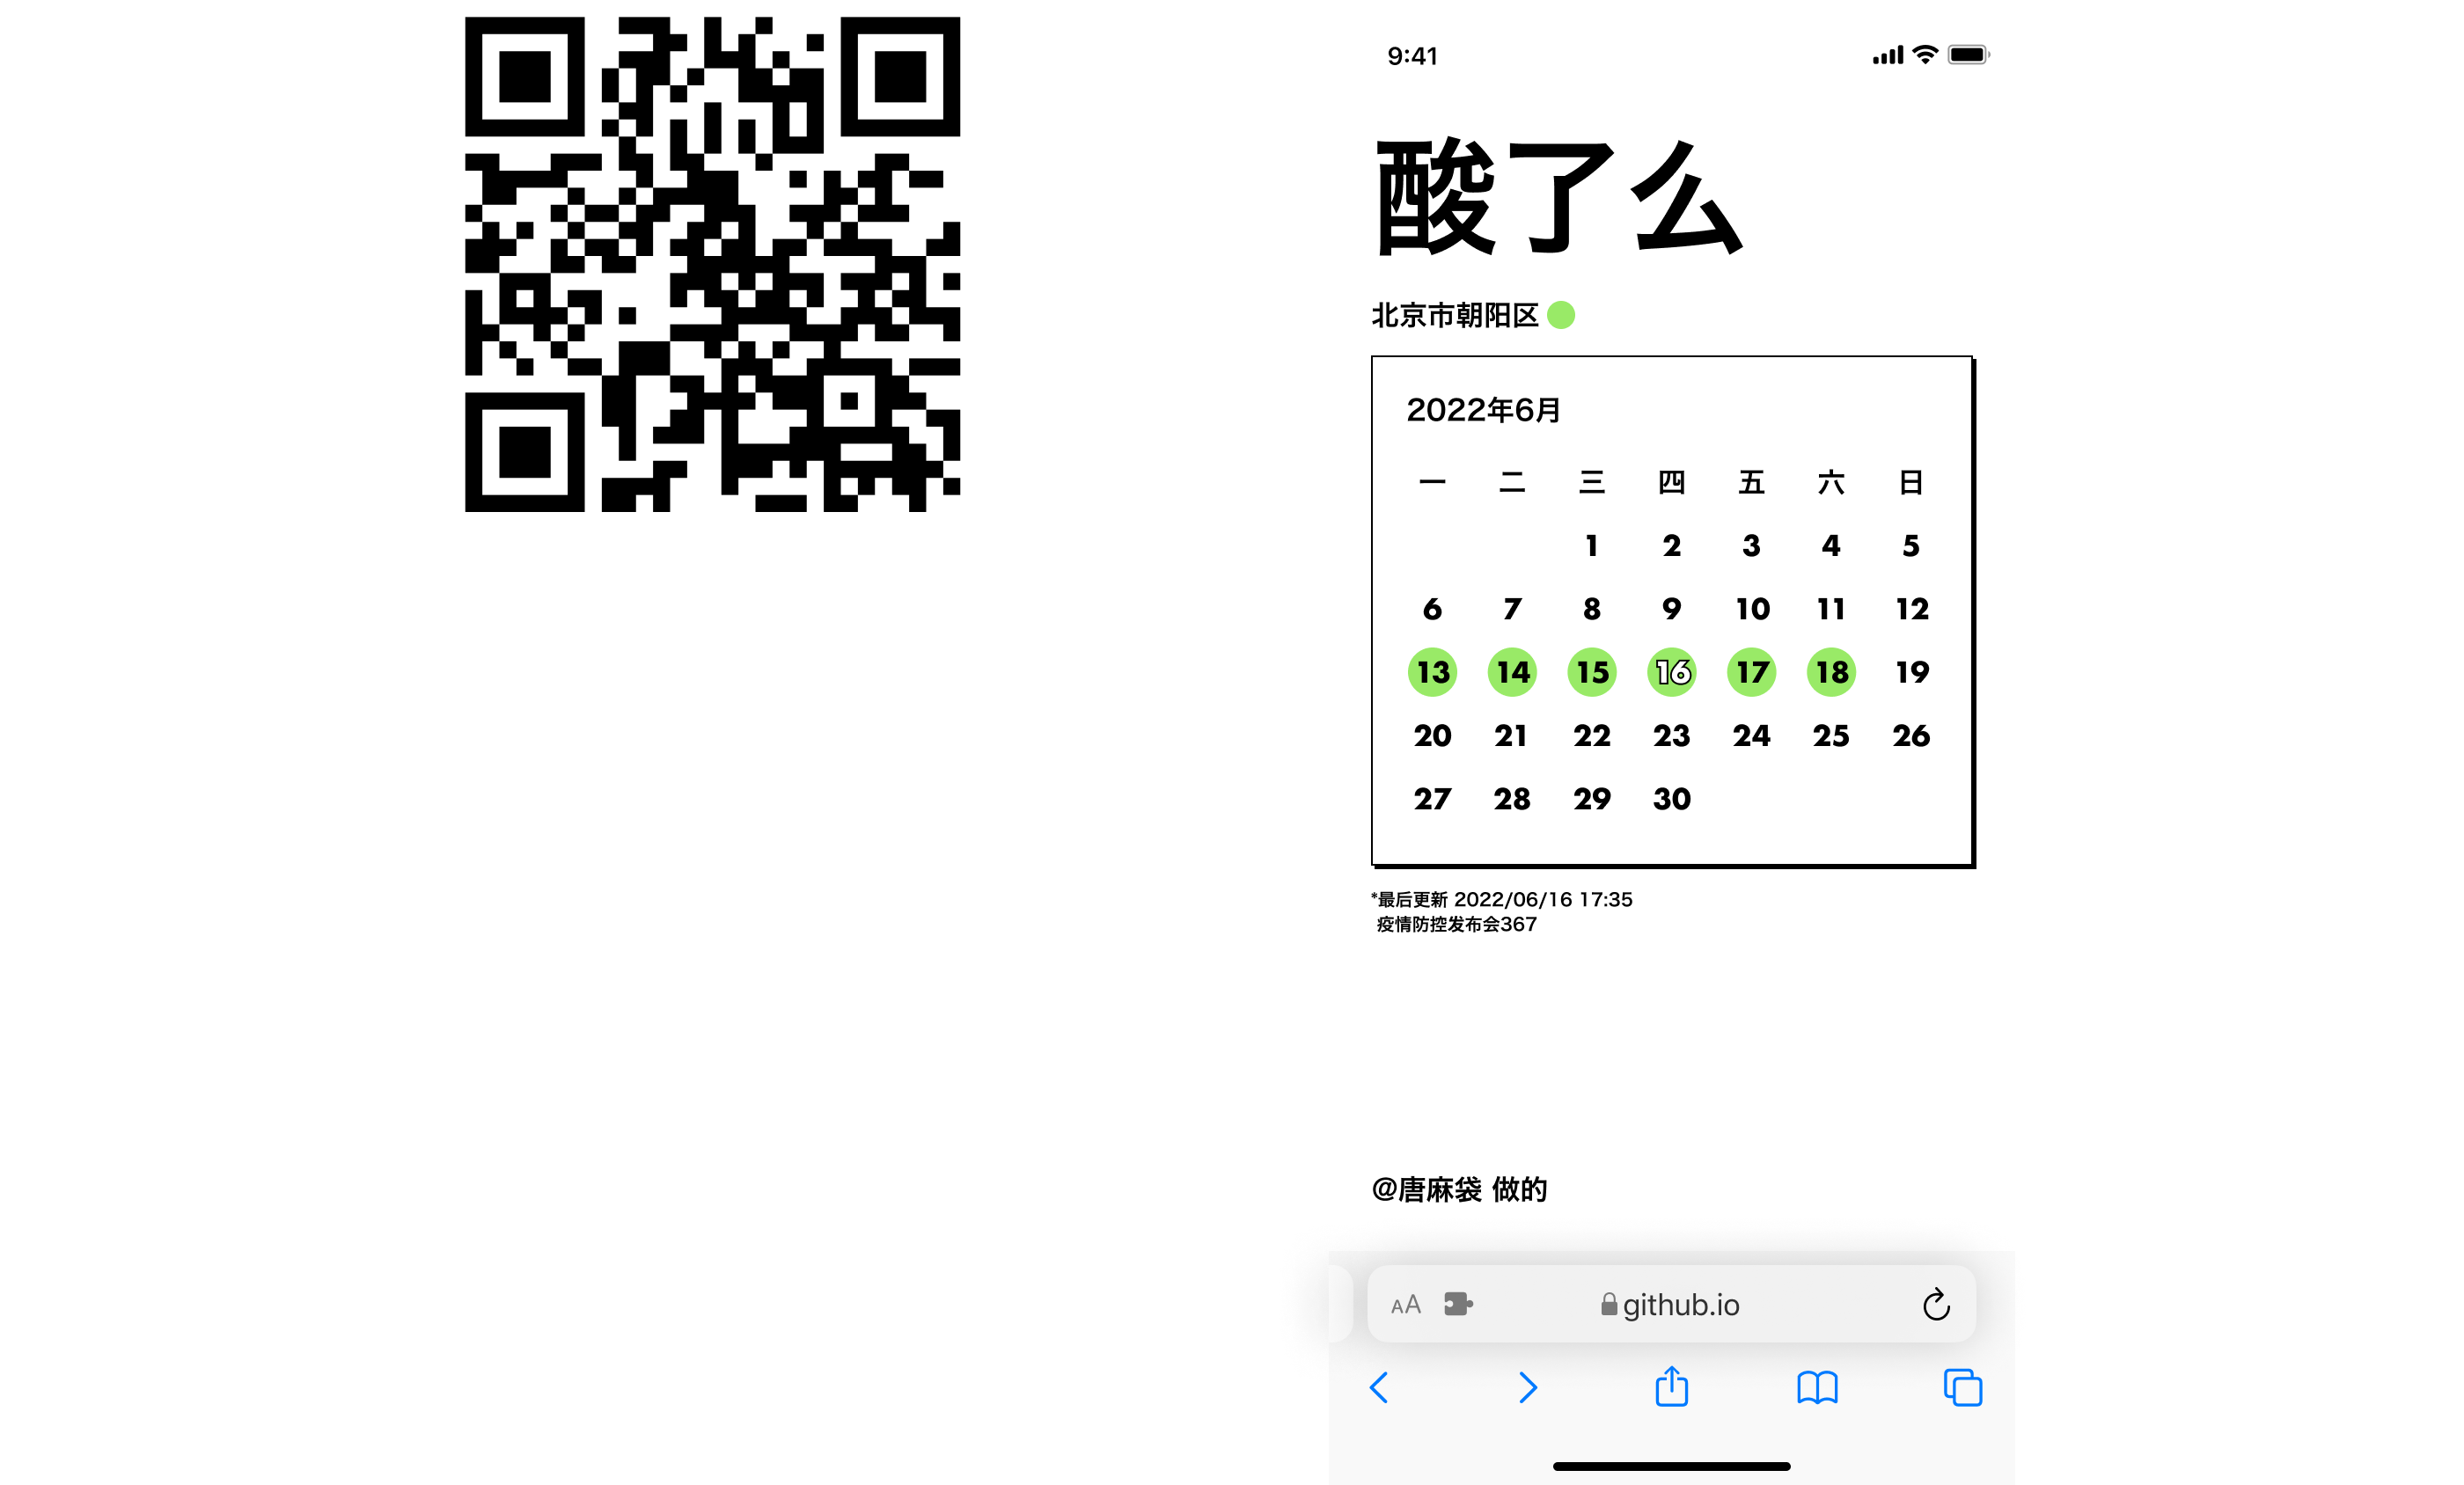 9:41
酸了么
北京市朝阳区
2022年6月
一 二 三 四 五 六 日
1 2 3 4 5
6 7 8 9 10 11 12
13 14 15 16 17 18 19
20 21 22 23 24 25 26
27 28 29 30
*最后更新 2022/06/16 17:35
疫情防控发布会367
@唐麻袋 做的
AA github.io